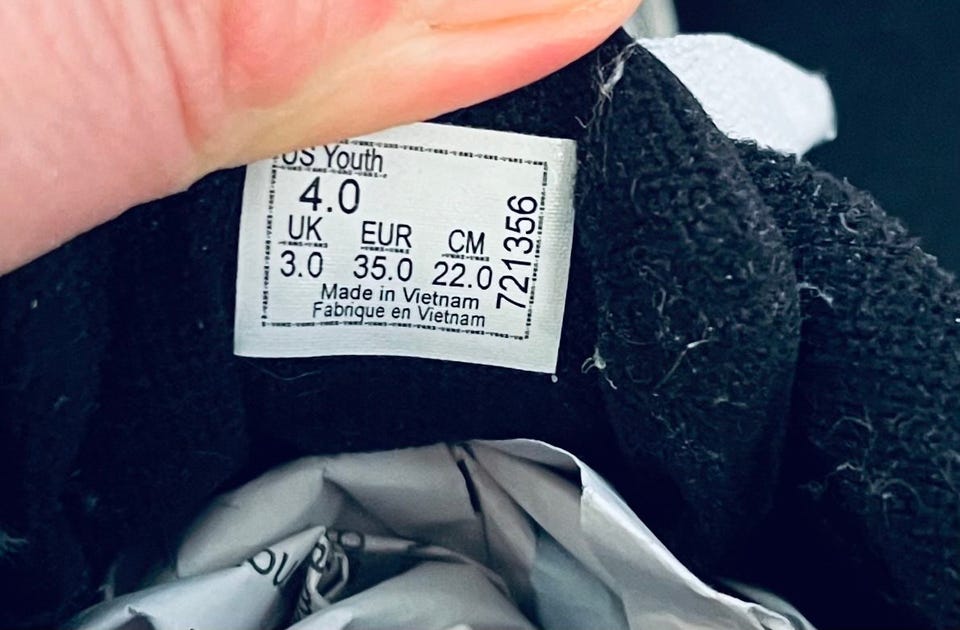 US Youth
4.0
UK EUR CM
3.0 35.0 22.0
Made in Vietnam
Fabrique en Vietnam
721356